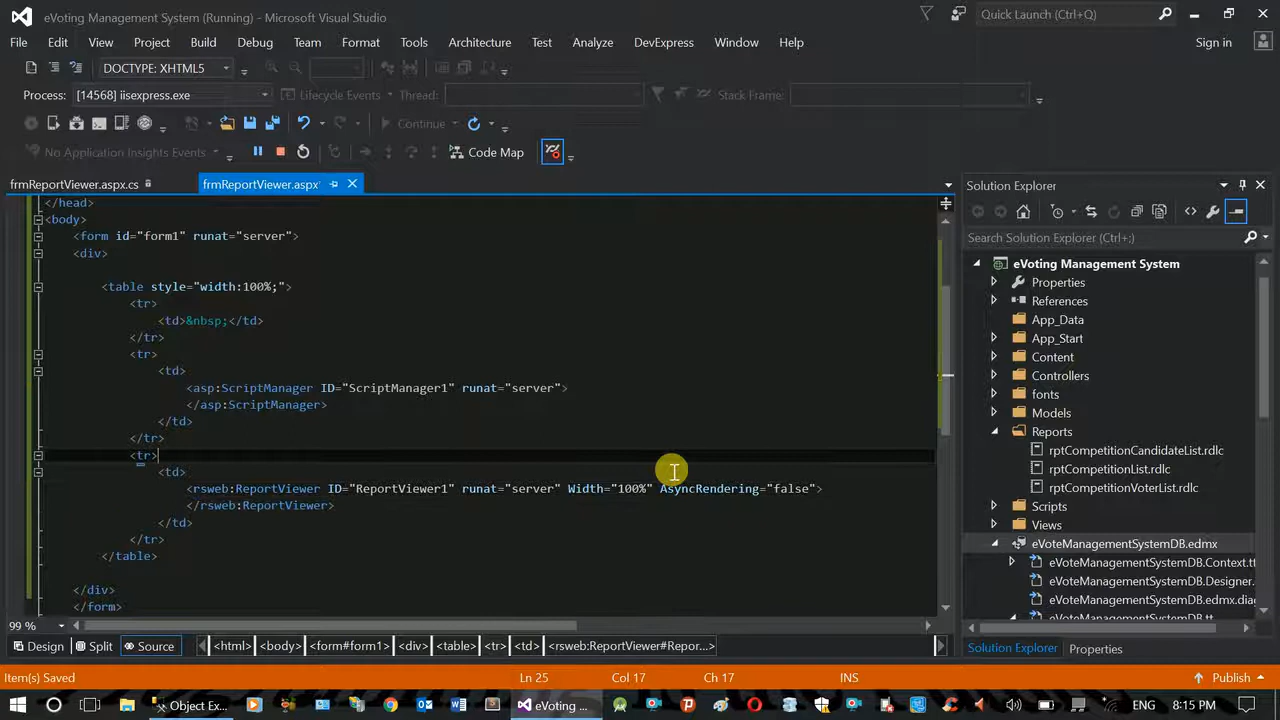 eVoting Management System (Running) - Microsoft Visual Studio
Quick Launch (Ctrl+Q)
File Edit View Project Build Debug Team Format Tools Architecture Test Analyze DevExpress Window Help
Sign in
DOCTYPE: XHTML5
Process: [14568] iisexpress.exe Lifecycle Events Thread: Stack Frame:
Continue
No Application Insights Events Code Map
frmReportViewer.aspx.cs frmReportViewer.aspx*
</head>
<body>
<form id="form1" runat="server">
<div>
<table style="width:100%;">
<tr>
<td>&nbsp;</td>
</tr>
<tr>
<td>
<asp:ScriptManager ID="ScriptManager1" runat="server">
</asp:ScriptManager>
</td>
</tr>
<tr>
<td>
<rsweb:ReportViewer ID="ReportViewer1" runat="server" Width="100%" AsyncRendering="false">
</rsweb:ReportViewer>
</td>
</tr>
</table>
</div>
</form>
99 %
Design Split Source <html> <body> <form#form1> <div> <table> <tr> <td> <rsweb:ReportViewer#Repor...>
Solution Explorer
Search Solution Explorer (Ctrl+;)
eVoting Management System
Properties
References
App_Data
App_Start
Content
Controllers
fonts
Models
Reports
rptCompetitionCandidateList.rdlc
rptCompetitionList.rdlc
rptCompetitionVoterList.rdlc
Scripts
Views
eVoteManagementSystemDB.edmx
eVoteManagementSystemDB.Context.tt
eVoteManagementSystemDB.Designer.
eVoteManagementSystemDB.edmx.diag
eVoteManagementSystemDB.tt
Solution Explorer Properties
Item(s) Saved Ln 25 Col 17 Ch 17 INS Publish
Object Ex... eVoting ... ENG 8:15 PM